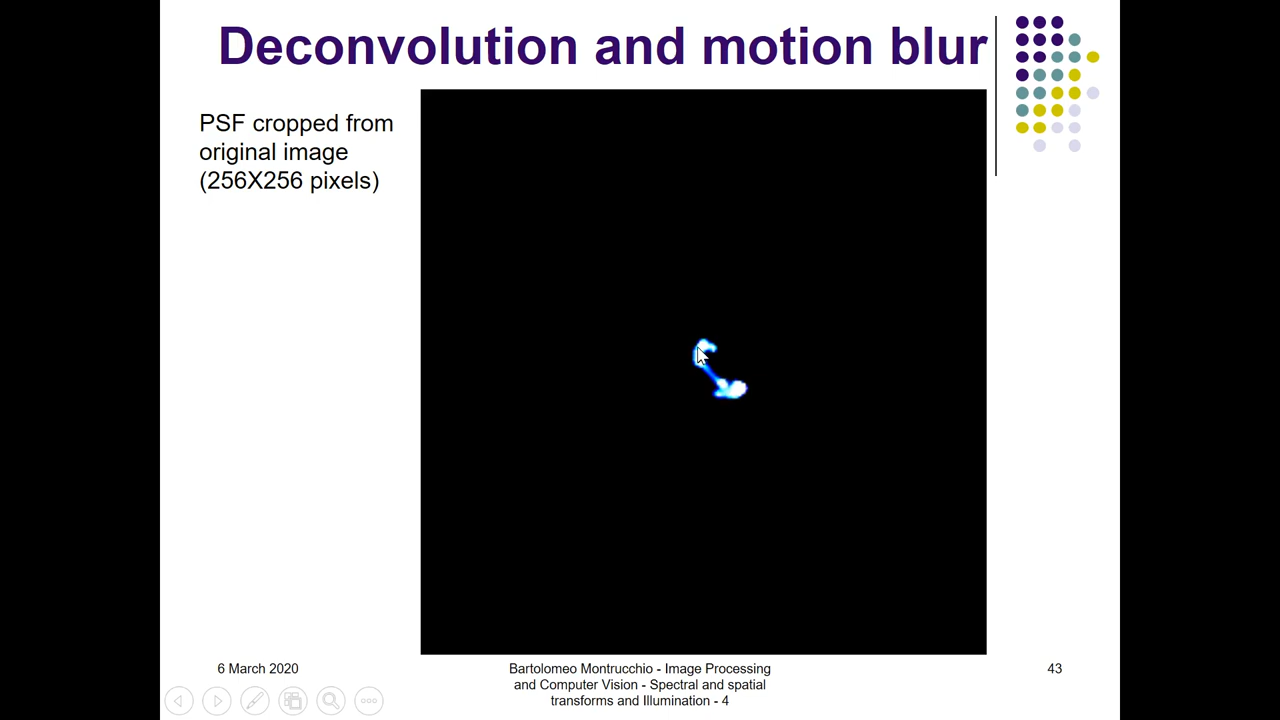 Deconvolution and motion blur
PSF cropped from
original image
(256X256 pixels)
6 March 2020
Bartolomeo Montrucchio - Image Processing
and Computer Vision - Spectral and spatial
transforms and Illumination - 4
43